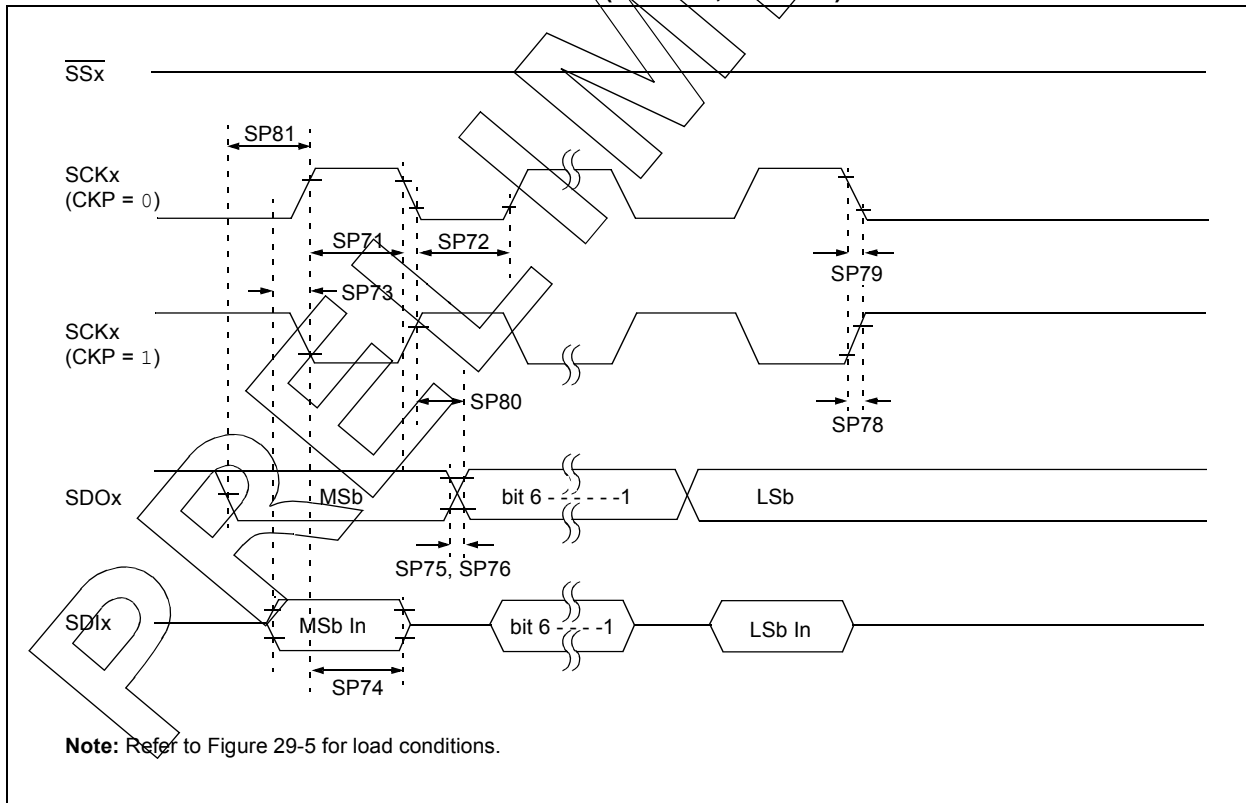 SSx
SP81
SCKx
(CKP = 0)
SP71
SP72
SP79
SP73
SCKx
(CKP = 1)
SP80
SP78
SDOx
MSb
bit 6 - - - - - -1
LSb
SP75, SP76
SDIx
MSb In
bit 6 - - - -1
LSb In
SP74
Note: Refer to Figure 29-5 for load conditions.